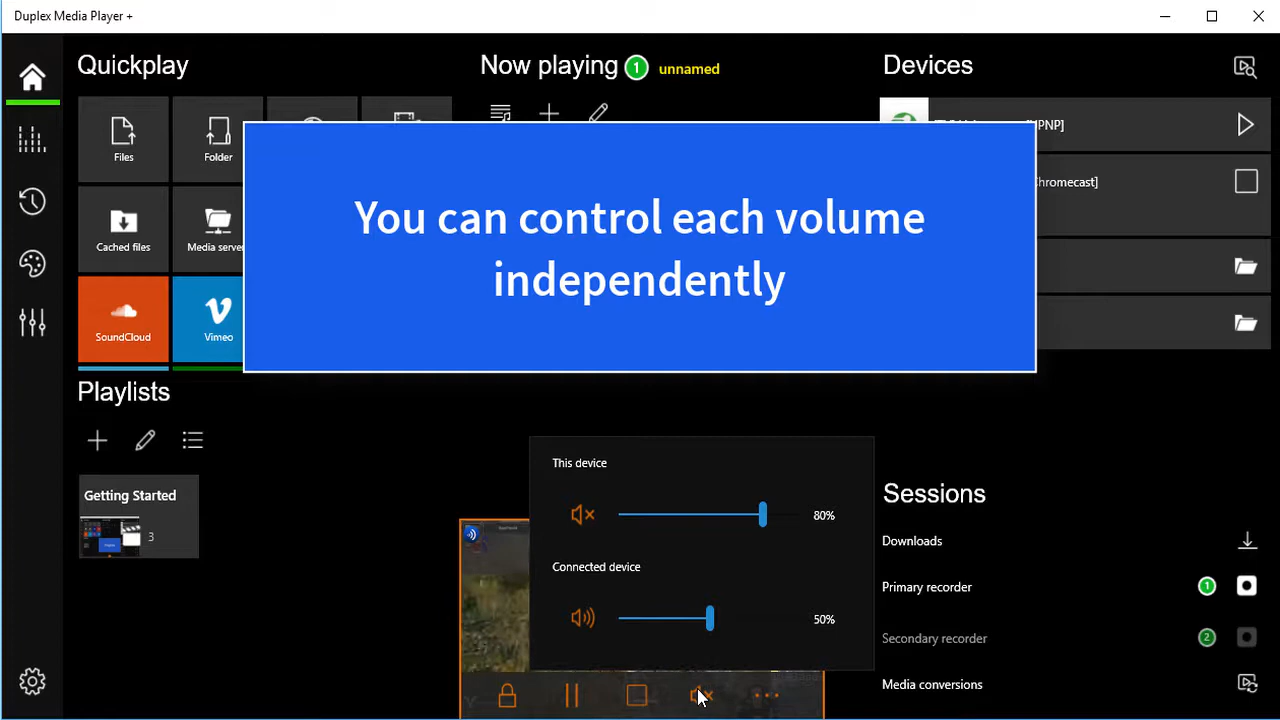 Duplex Media Player +
Quickplay
Now playing 1 unnamed
Devices
Files
Folder
Cached files
Media server
SoundCloud
Vimeo
You can control each volume
independently
Playlists
Getting Started
3
This device
80%
Connected device
50%
Sessions
Downloads
Primary recorder 1
Secondary recorder 2
Media conversions